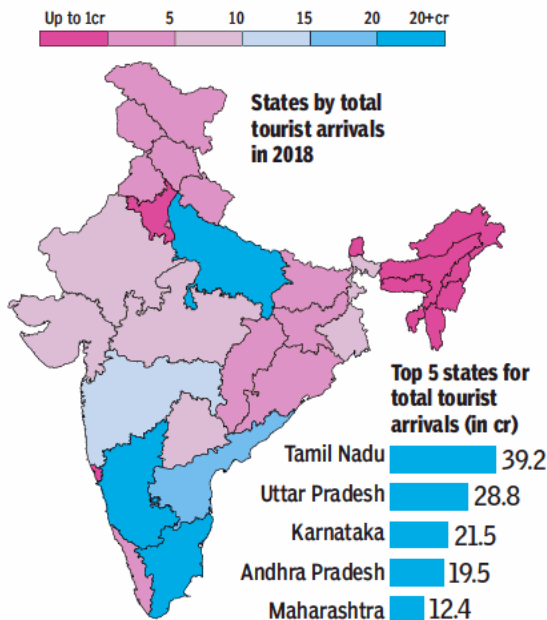 Up to 1cr 5 10 15 20 20+cr
States by total
tourist arrivals
in 2018
Top 5 states for
total tourist
arrivals (in cr)
Tamil Nadu 39.2
Uttar Pradesh 28.8
Karnataka 21.5
Andhra Pradesh 19.5
Maharashtra 12.4